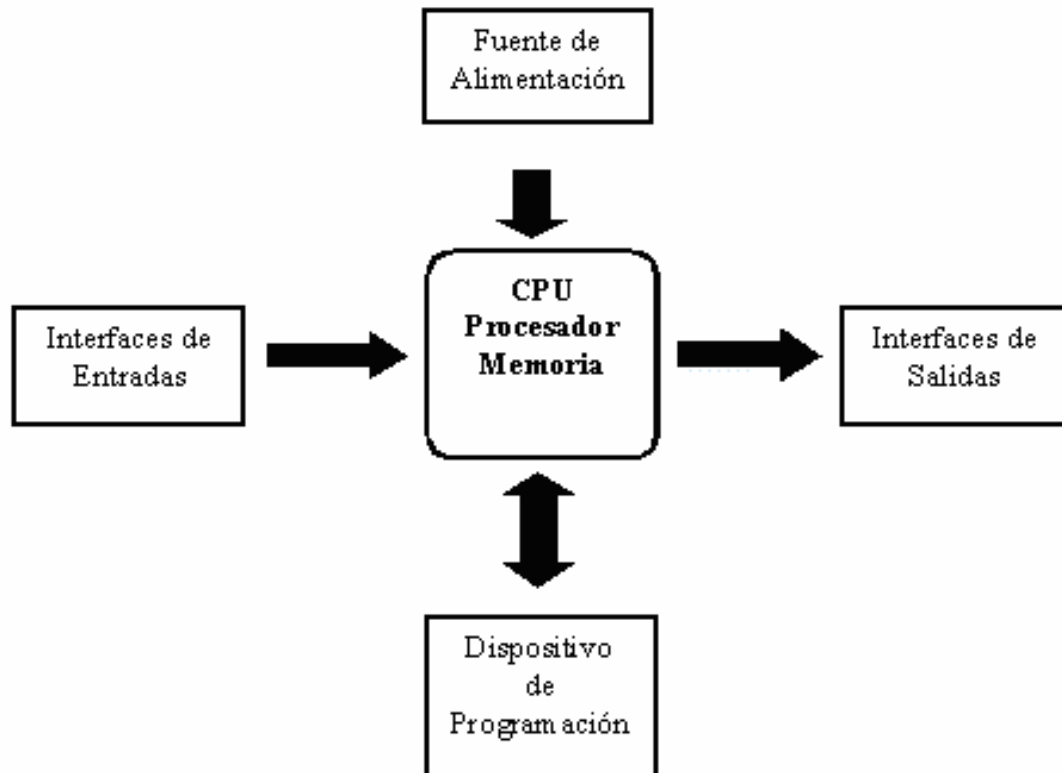 Fuente de
Alimentación
Interfaces de
Entradas
CPU
Procesador
Memoria
Interfaces de
Salidas
Dispositivo
de
Programación